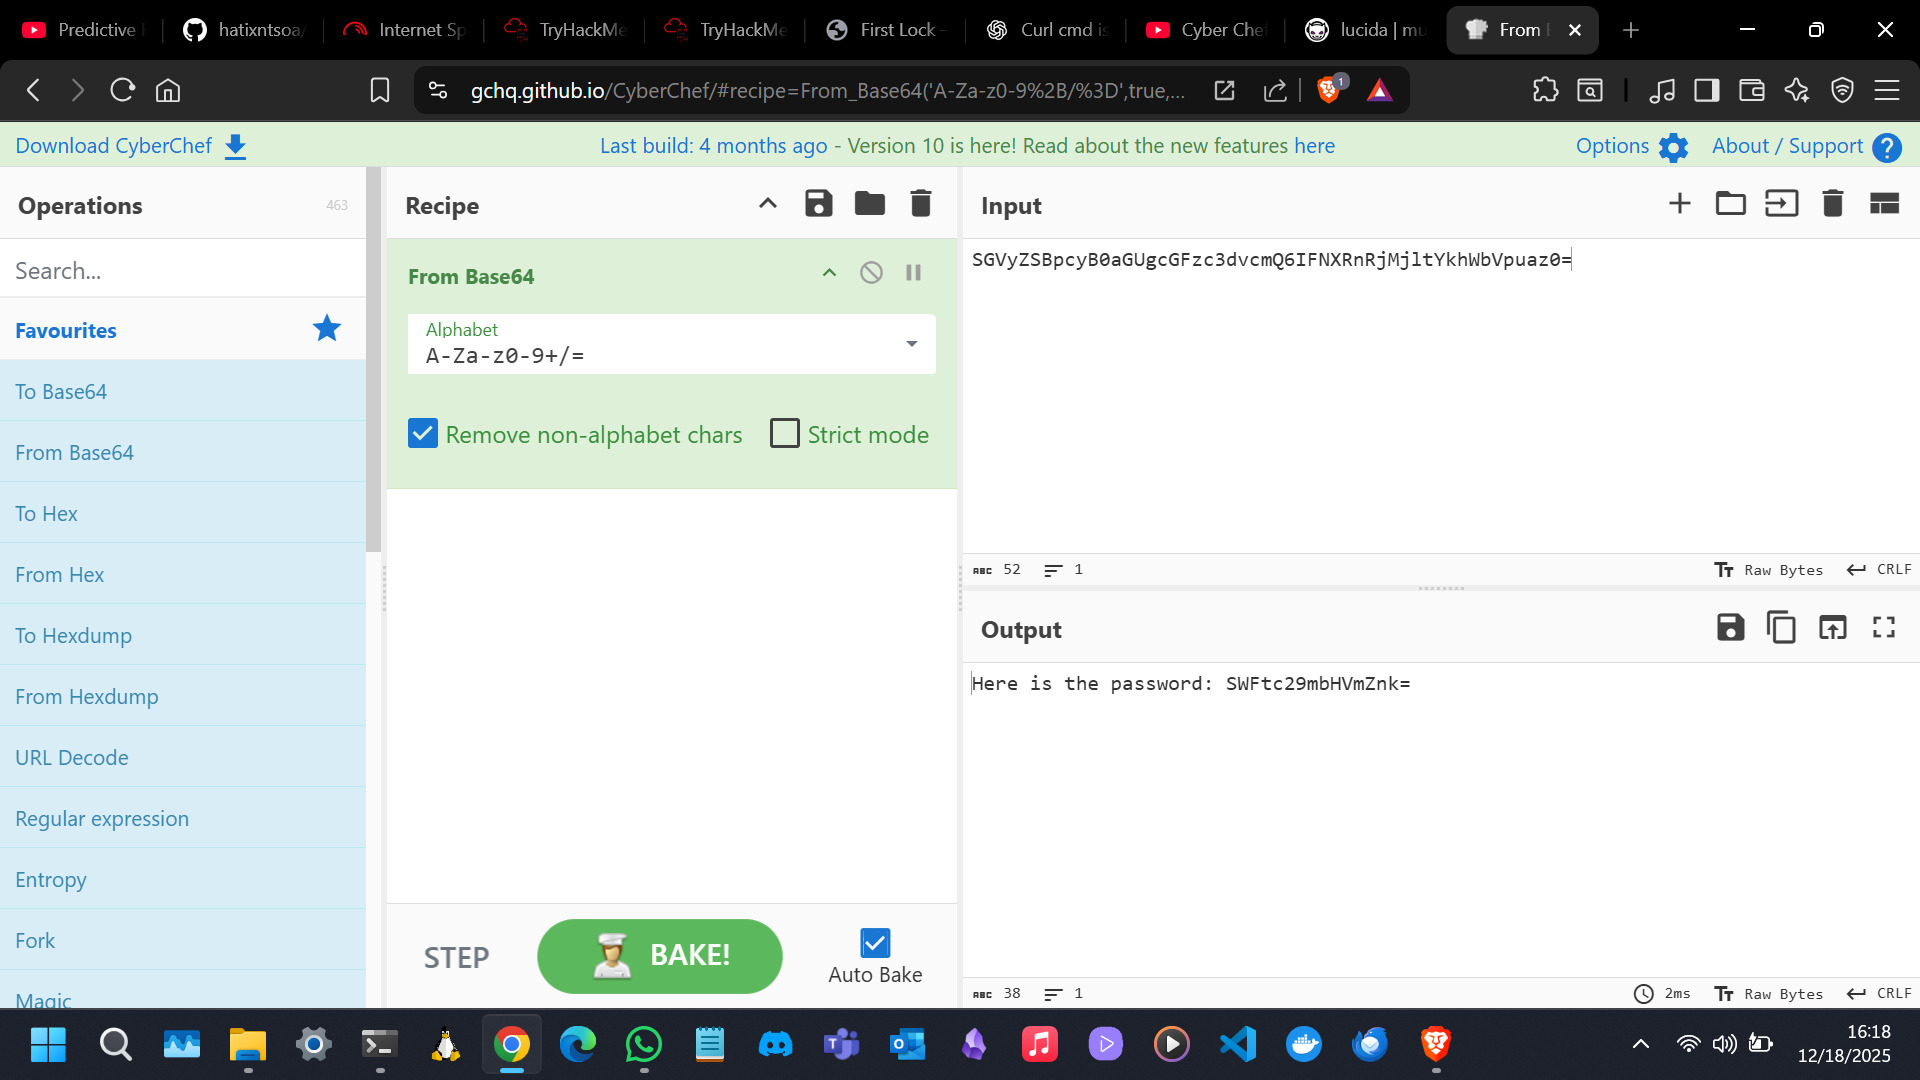 Predictive
hatixntsoa/
Internet Sp
TryHackMe
TryHackMe
First Lock -
Curl cmd is
Cyber Chef
lucida | mu
From
gchq.github.io/CyberChef/#recipe=From_Base64('A-Za-z0-9%2B/%3D',true,...
1
Download CyberChef
Last build: 4 months ago - Version 10 is here! Read about the new features here
Options
About / Support
Operations
463
Search...
Favourites
To Base64
From Base64
To Hex
From Hex
To Hexdump
From Hexdump
URL Decode
Regular expression
Entropy
Fork
Magic
Recipe
From Base64
Alphabet
A-Za-z0-9+/=
Remove non-alphabet chars
Strict mode
STEP
BAKE!
Auto Bake
Input
SGVyZSBpcyB0aGUgcGFzc3dvcmQ6IFNXRnRjMjltYkhWbVpuaz0=
ABC 52
1
Tт Raw Bytes
CRLF
Output
Here is the password: SWFtc29mbHVmZnk=
ABC 38
1
2ms
Tт Raw Bytes
CRLF
16:18
12/18/2025